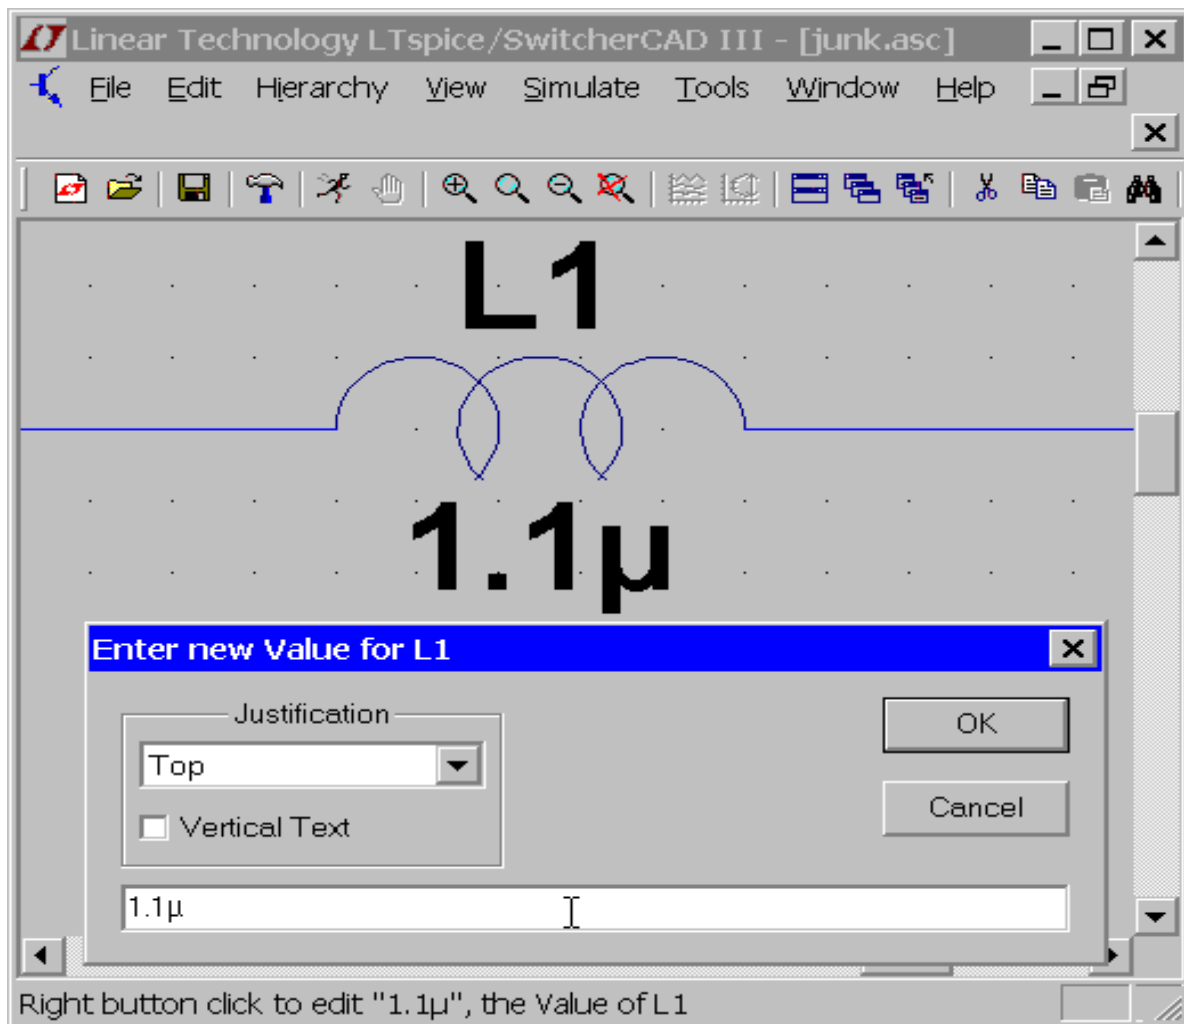 Linear Technology LTspice/SwitcherCAD III - [junk.asc]
File Edit Hierarchy View Simulate Tools Window Help
L1
1.1µ
Enter new Value for L1
Justification
OK
Top
Cancel
Vertical Text
1.1µ
Right button click to edit "1.1µ", the Value of L1